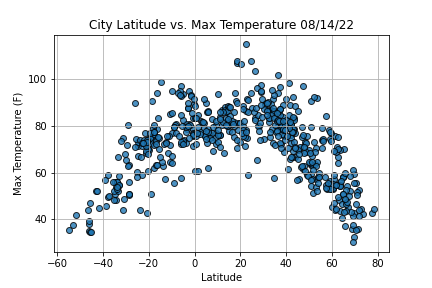 City Latitude vs. Max Temperature 08/14/22
100
80
60
40
Max Temperature (F)
−60 −40 −20 0 20 40 60 80
Latitude